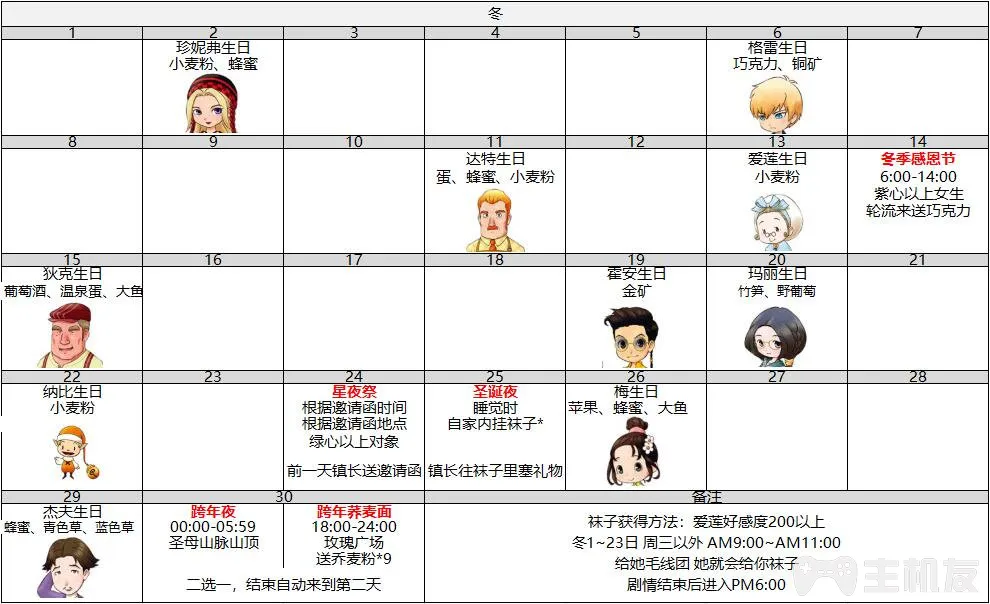 冬
1 2 3 4 5 6 7
珍妮弗生日
小麦粉、蜂蜜
格雷生日
巧克力、铜矿
8 9 10 11 12 13 14
达特生日
蛋、蜂蜜、小麦粉
爱莲生日
小麦粉
冬季感恩节
6:00-14:00
紫心以上女生
轮流来送巧克力
15 16 17 18 19 20 21
狄克生日
葡萄酒、温泉蛋、大鱼
霍安生日
金矿
玛丽生日
竹笋、野葡萄
22 23 24 25 26 27 28
纳比生日
小麦粉
星夜祭
根据邀请函时间
根据邀请函地点
绿心以上对象
前一天镇长送邀请函
圣诞夜
睡觉时
自家内挂袜子*
镇长往袜子里塞礼物
梅生日
苹果、蜂蜜、大鱼
29 30 备注
杰夫生日
蜂蜜、青色草、蓝色草
跨年夜
00:00-05:59
圣母山脉山顶
跨年荞麦面
18:00-24:00
玫瑰广场
送乔麦粉*9
二选一，结束自动来到第二天
袜子获得方法：爱莲好感度200以上
冬1~23日 周三以外 AM9:00~AM11:00
给她毛线团 她就会给你袜子
剧情结束后进入PM6:00
主机友